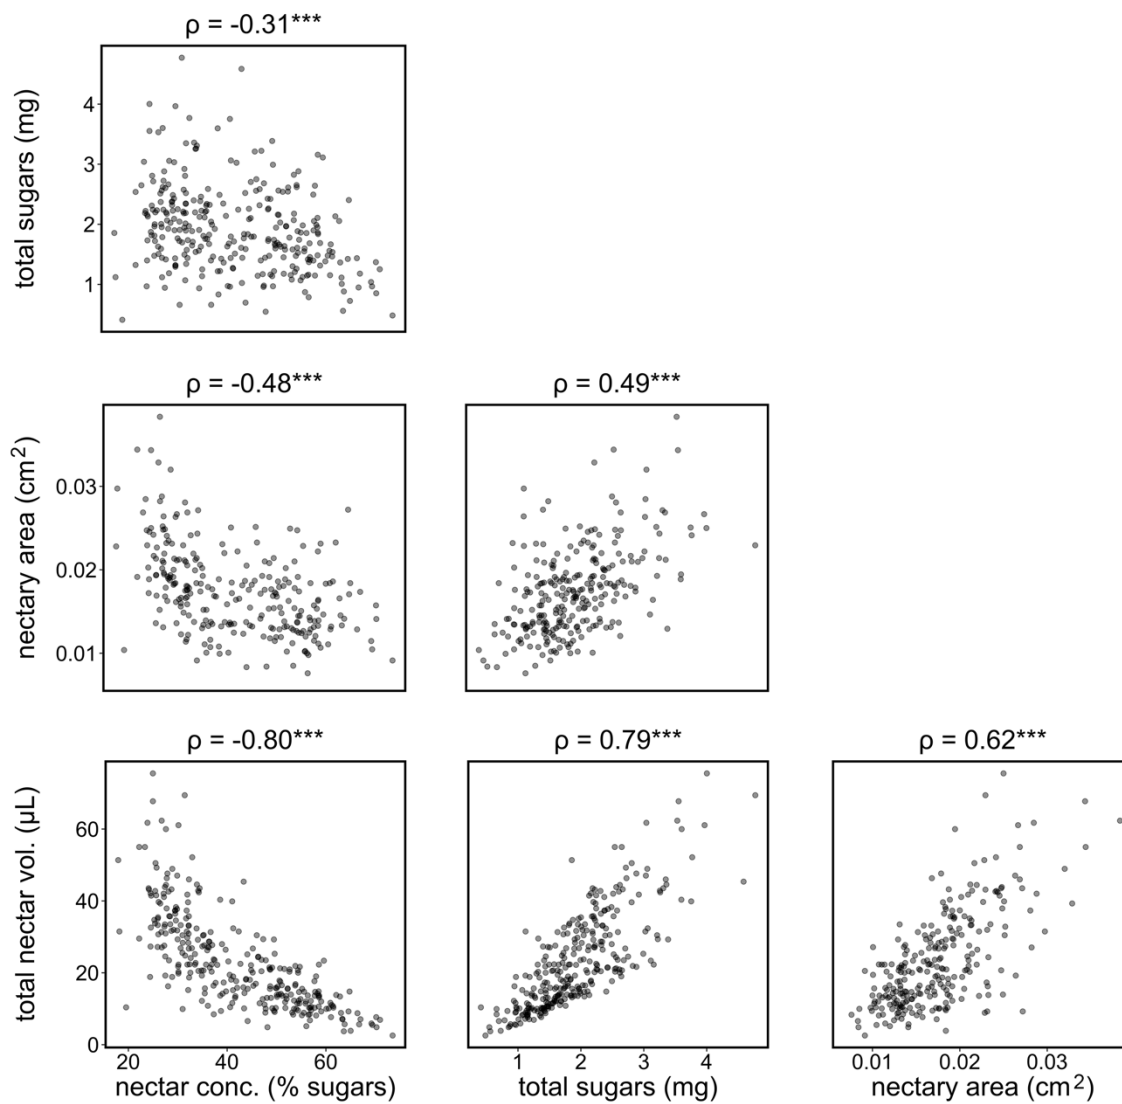 ρ = -0.31***
total sugars (mg)
4
3
2
1
ρ = -0.48***
ρ = 0.49***
nectary area (cm²)
0.03
0.02
0.01
ρ = -0.80***
ρ = 0.79***
ρ = 0.62***
total nectar vol. (µL)
60
40
20
0
20 40 60
1 2 3 4
0.01 0.02 0.03
nectar conc. (% sugars)
total sugars (mg)
nectary area (cm²)